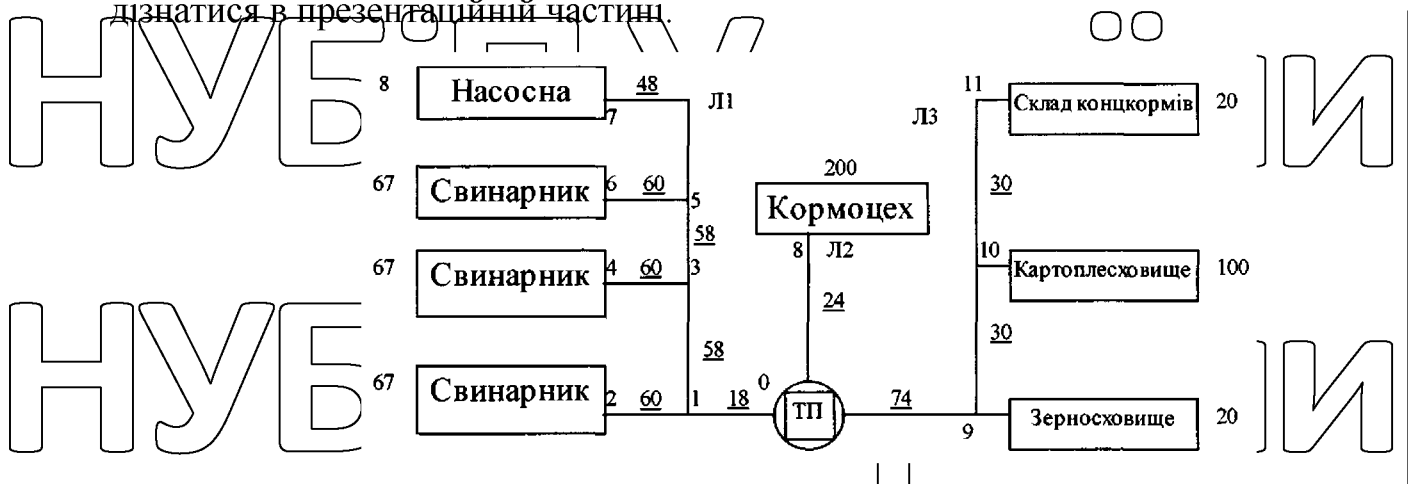 дізнатися в презентаційній частині.
НУБ
ї
И
8 Насосна 48 7 Л1
67 Свинарник 6 60 5
58
67 Свинарник 4 60 3
58
НУБ
И
67 Свинарник 2 60 1 18 0 ТП
200
Кормоцех
8 Л2
24
Л3 11 Склад концкормів 20
30
10 Картоплесховище 100
30
74 9 Зерносховище 20